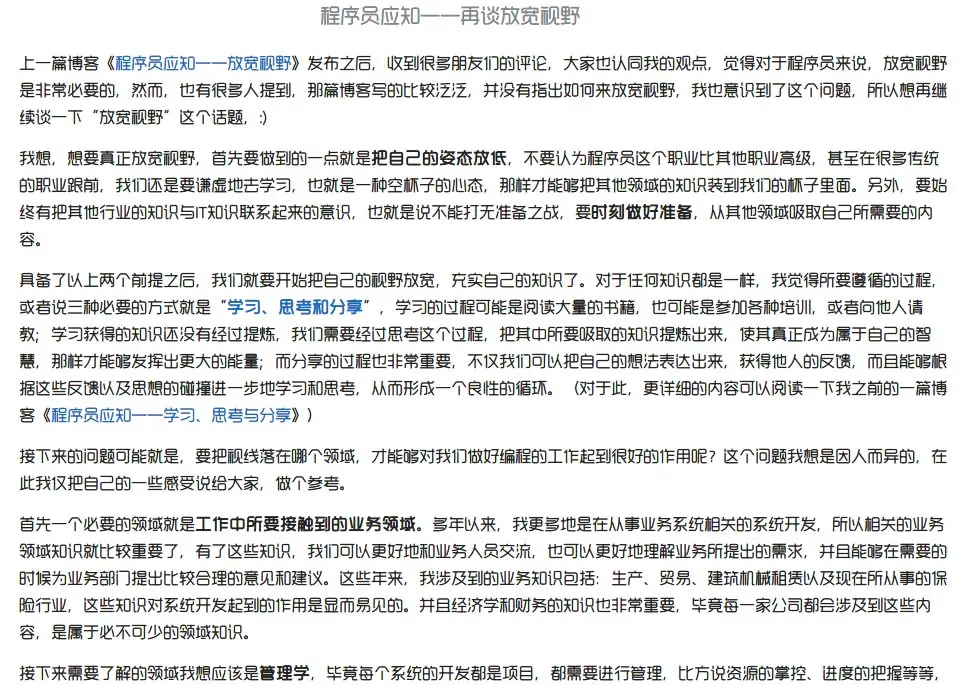 程序员应知——再谈放宽视野
上一篇博客《程序员应知——放宽视野》发布之后，收到很多朋友们的评论，大家也认同我的观点，觉得对于程序员来说，放宽视野
是非常必要的，然而，也有很多人提到，那篇博客写的比较泛泛，并没有指出如何来放宽视野，我也意识到了这个问题，所以想再继
续谈一下“放宽视野”这个话题，:)
我想，想要真正放宽视野，首先要做到的一点就是把自己的姿态放低，不要认为程序员这个职业比其他职业高级，甚至在很多传统
的职业跟前，我们还是要谦虚地去学习，也就是一种空杯子的心态，那样才能够把其他领域的知识装到我们的杯子里面。另外，要始
终有把其他行业的知识与IT知识联系起来的意识，也就是说不能打无准备之战，要时刻做好准备，从其他领域吸取自己所需要的内
容。
具备了以上两个前提之后，我们就要开始把自己的视野放宽，充实自己的知识了。对于任何知识都是一样，我觉得所要遵循的过程，
或者说三种必要的方式就是“学习、思考和分享”，学习的过程可能是阅读大量的书籍，也可能是参加各种培训，或者向他人请
教；学习获得的知识还没有经过提炼，我们需要经过思考这个过程，把其中所要吸取的知识提炼出来，使其真正成为属于自己的智
慧，那样才能够发挥出更大的能量；而分享的过程也非常重要，不仅我们可以把自己的想法表达出来，获得他人的反馈，而且能够根
据这些反馈以及思想的碰撞进一步地学习和思考，从而形成一个良性的循环。（对于此，更详细的内容可以阅读一下我之前的一篇博
客《程序员应知——学习、思考与分享》）
接下来的问题可能就是，要把视线落在哪个领域，才能够对我们做好编程的工作起到很好的作用呢？这个问题我想是因人而异的，在
此我仅把自己的一些感受说给大家，做个参考。
首先一个必要的领域就是工作中所要接触到的业务领域。多年以来，我更多地是在从事业务系统相关的系统开发，所以相关的业务
领域知识就比较重要了，有了这些知识，我们可以更好地和业务人员交流，也可以更好地理解业务所提出的需求，并且能够在需要的
时候为业务部门提出比较合理的意见和建议。这些年来，我涉及到的业务知识包括：生产、贸易、建筑机械租赁以及现在所从事的保
险行业，这些知识对系统开发起到的作用是显而易见的。并且经济学和财务的知识也非常重要，毕竟每一家公司都会涉及到这些内
容，是属于必不可少的领域知识。
接下来需要了解的领域我想应该是管理学，毕竟每个系统的开发都是项目，都需要进行管理，比方说资源的掌控、进度的把握等等，